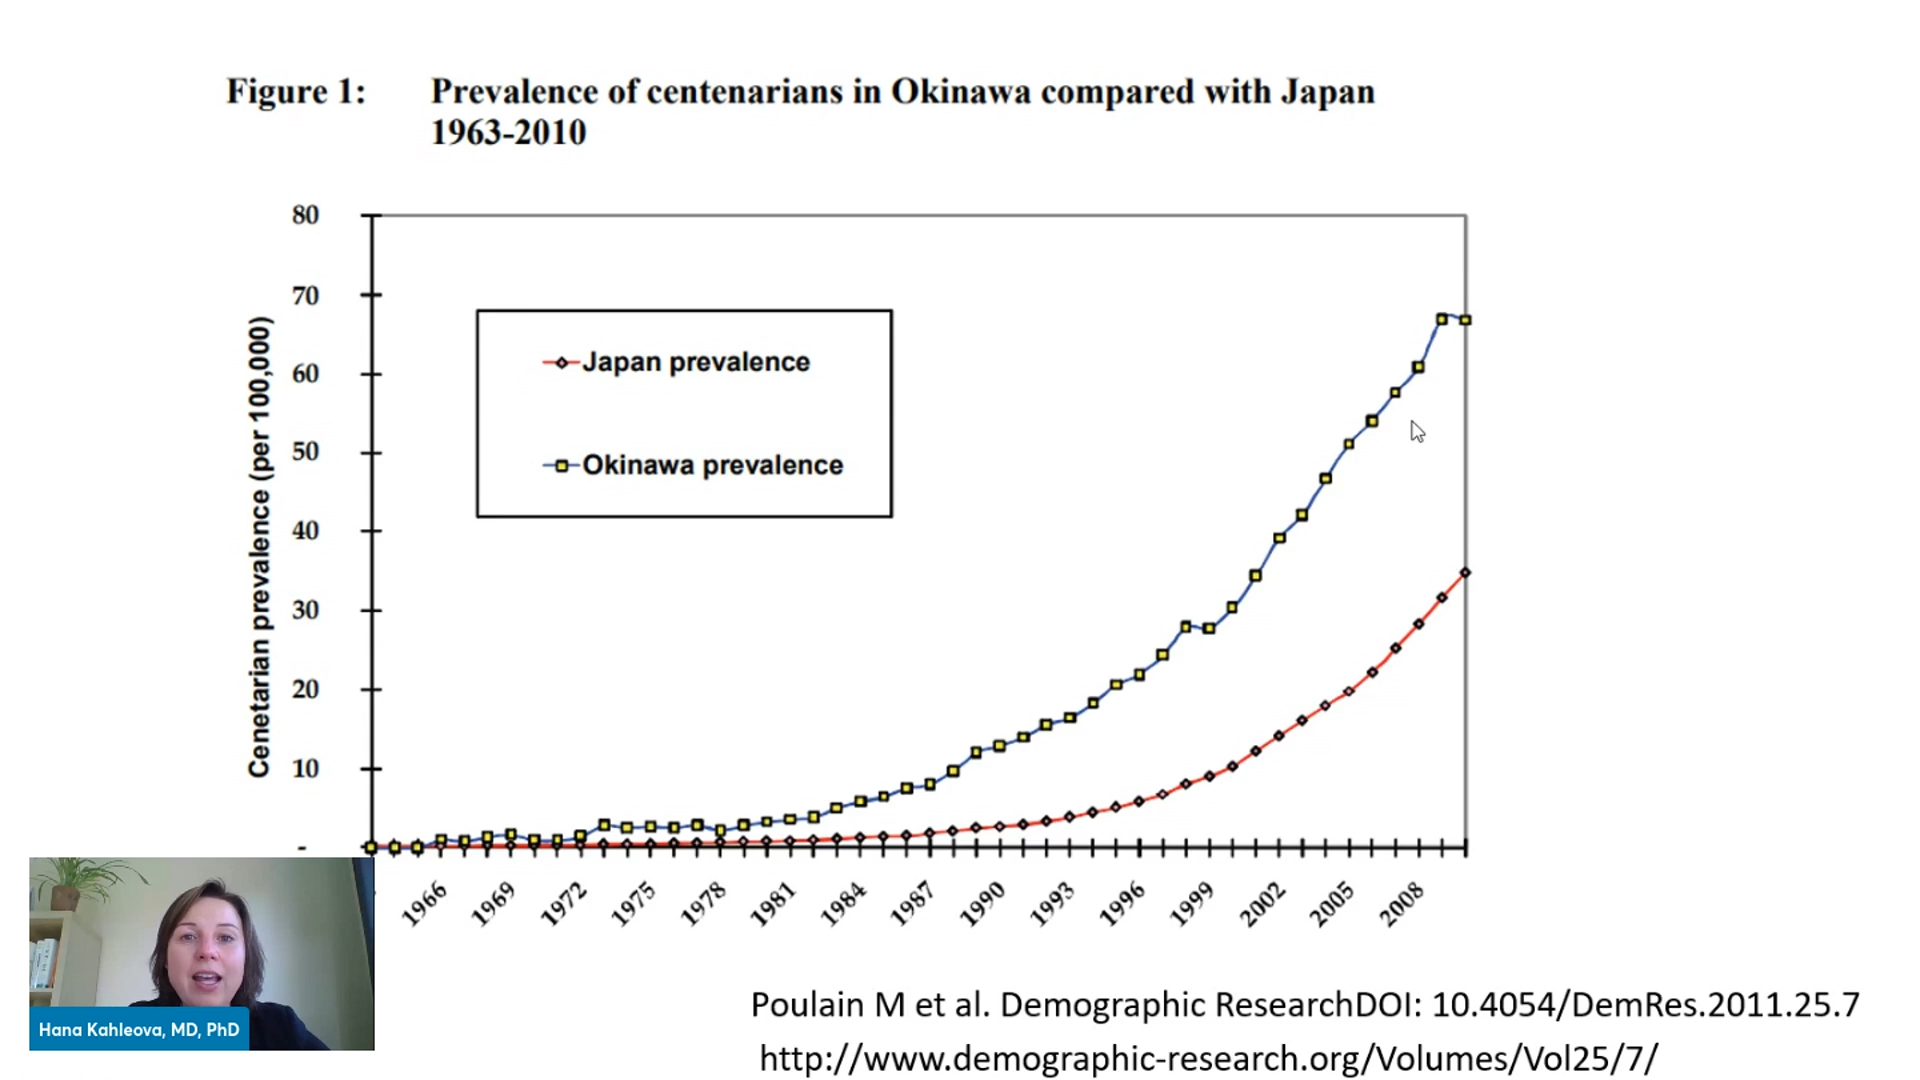 Figure 1: Prevalence of centenarians in Okinawa compared with Japan
1963-2010
Cenetarian prevalence (per 100,000)
80
70
60
50
40
30
20
10
-
Japan prevalence
Okinawa prevalence
1966 1969 1972 1975 1978 1981 1984 1987 1990 1993 1996 1999 2002 2005 2008
Hana Kahleova, MD, PhD
Poulain M et al. Demographic ResearchDOI: 10.4054/DemRes.2011.25.7
http://www.demographic-research.org/Volumes/Vol25/7/